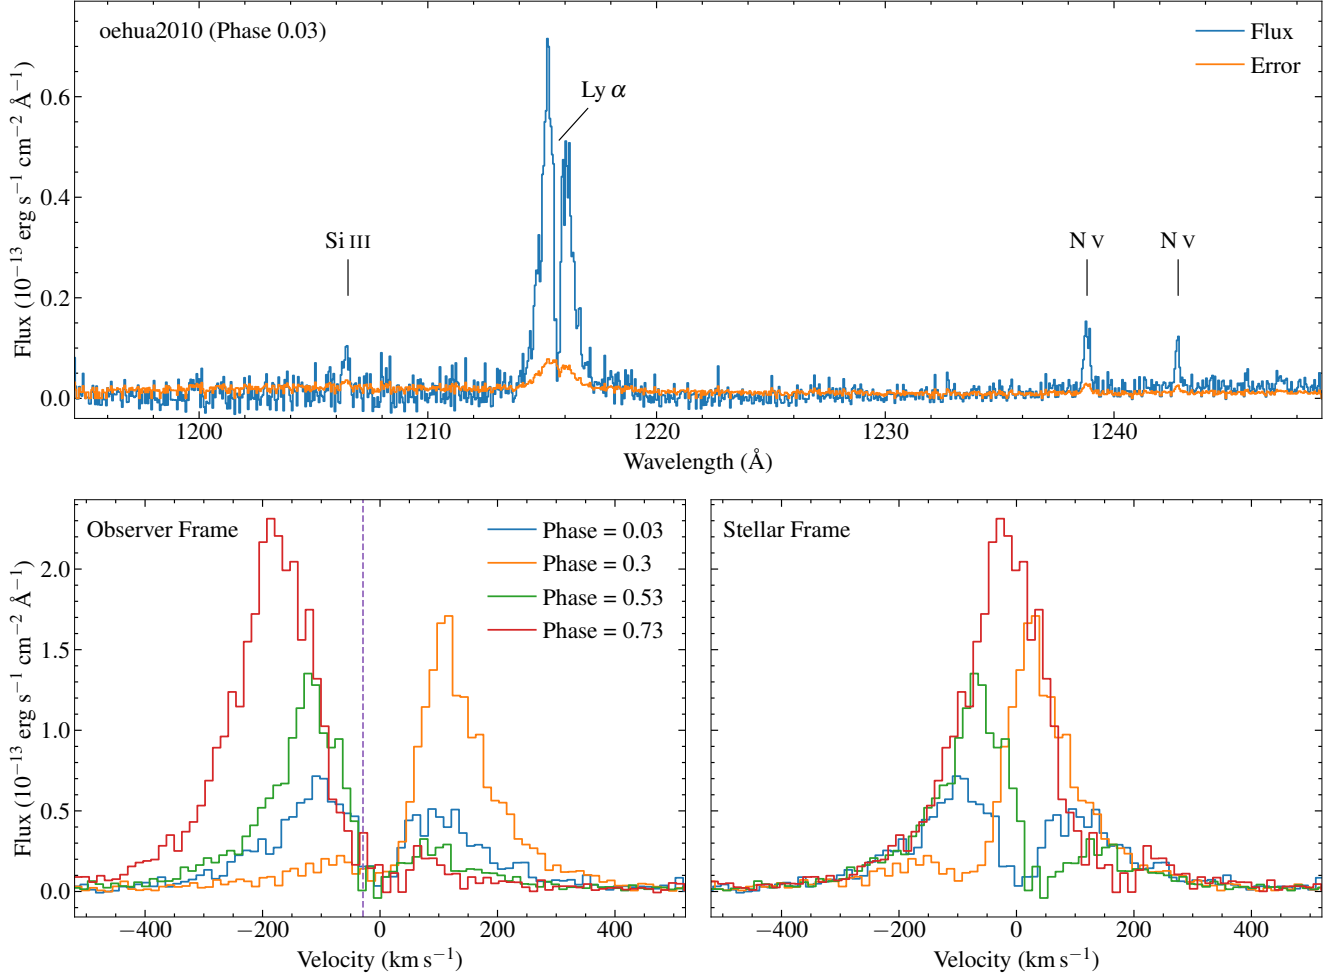 oehua2010 (Phase 0.03)
Flux
Error
Ly α
Si III
N V
N V
Flux (10⁻¹³ erg s⁻¹ cm⁻² Å⁻¹)
0.0
0.2
0.4
0.6
1200
1210
1220
1230
1240
Wavelength (Å)
Observer Frame
Phase = 0.03
Phase = 0.3
Phase = 0.53
Phase = 0.73
Flux (10⁻¹³ erg s⁻¹ cm⁻² Å⁻¹)
0.0
0.5
1.0
1.5
2.0
−400
−200
0
200
400
Velocity (km s⁻¹)
Stellar Frame
−400
−200
0
200
400
Velocity (km s⁻¹)